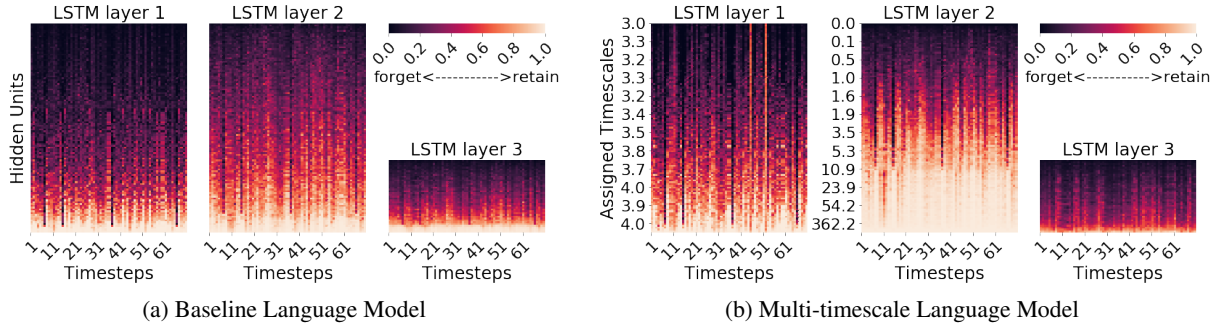 LSTM layer 1
LSTM layer 2
0.0 0.2 0.4 0.6 0.8 1.0
forget<---------->retain
LSTM layer 3
Hidden Units
1 11 21 31 41 51 61
Timesteps
1 11 21 31 41 51 61
Timesteps
1 11 21 31 41 51 61
Timesteps
(a) Baseline Language Model
LSTM layer 1
LSTM layer 2
0.0 0.2 0.4 0.6 0.8 1.0
forget<---------->retain
LSTM layer 3
Assigned Timescales
3.0
3.3
3.2
3.3
3.3
3.2
3.4
3.5
3.8
3.7
4.0
3.9
4.0
0.0
0.1
0.5
1.0
1.6
1.9
3.5
5.3
10.9
23.9
54.2
362.2
1 11 21 31 41 51 61
Timesteps
1 11 21 31 41 51 61
Timesteps
1 11 21 31 41 51 61
Timesteps
(b) Multi-timescale Language Model